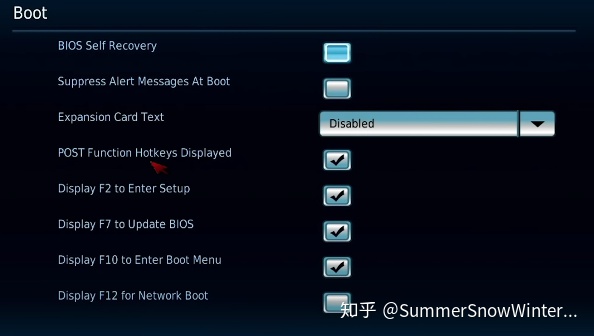 Boot
BIOS Self Recovery
Suppress Alert Messages At Boot
Expansion Card Text
Disabled
POST Function Hotkeys Displayed
Display F2 to Enter Setup
Display F7 to Update BIOS
Display F10 to Enter Boot Menu
Display F12 for Network Boot
知乎 @SummerSnowWinter...